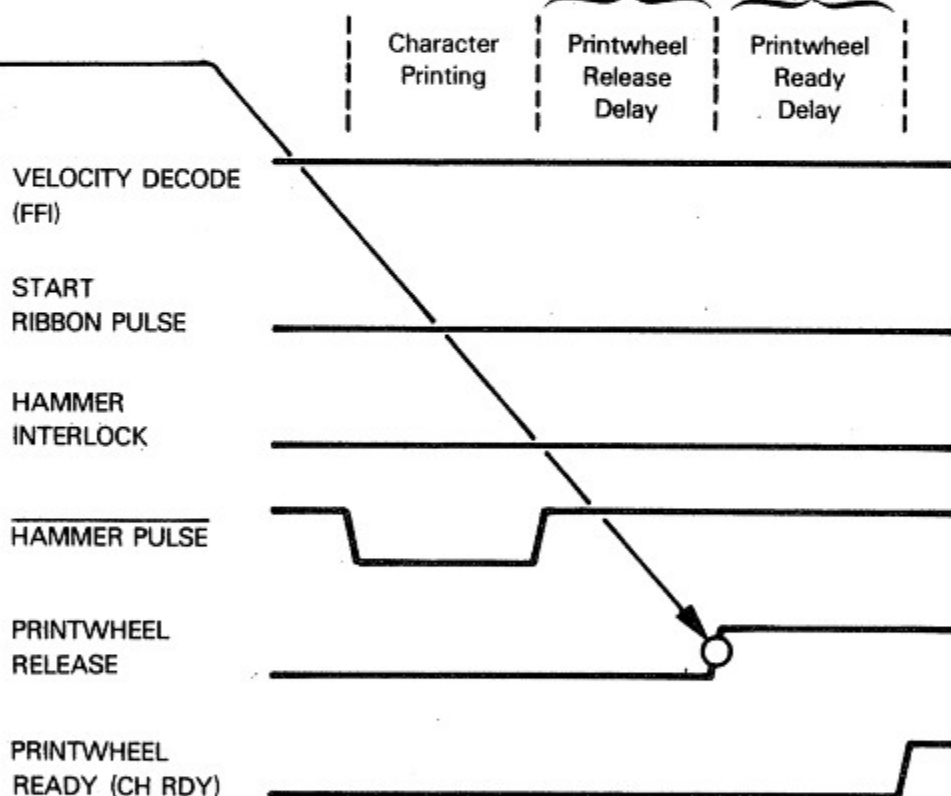 Character
Printing
Printwheel
Release
Delay
Printwheel
Ready
Delay
VELOCITY DECODE
(FFI)
START
RIBBON PULSE
HAMMER
INTERLOCK
HAMMER PULSE
PRINTWHEEL
RELEASE
PRINTWHEEL
READY (CH RDY)